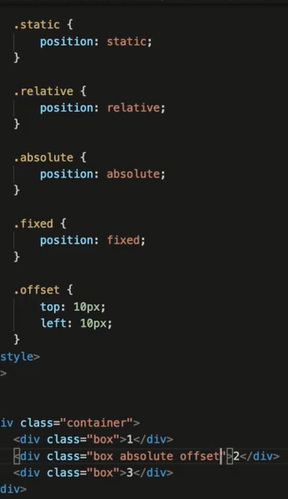 .static {
position: static;
}
.relative {
position: relative;
}
.absolute {
position: absolute;
}
.fixed {
position: fixed;
}
.offset {
top: 10px;
left: 10px;
}
style>
>
iv class="container">
<div class="box">1</div>
<div class="box absolute offset">2</div>
<div class="box">3</div>
div>